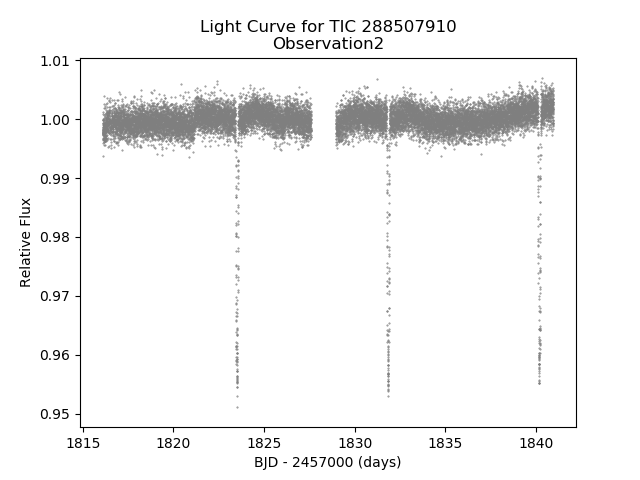 Light Curve for TIC 288507910
Observation2
1.01
1.00
0.99
0.98
0.97
0.96
0.95
Relative Flux
1815 1820 1825 1830 1835 1840
BJD - 2457000 (days)